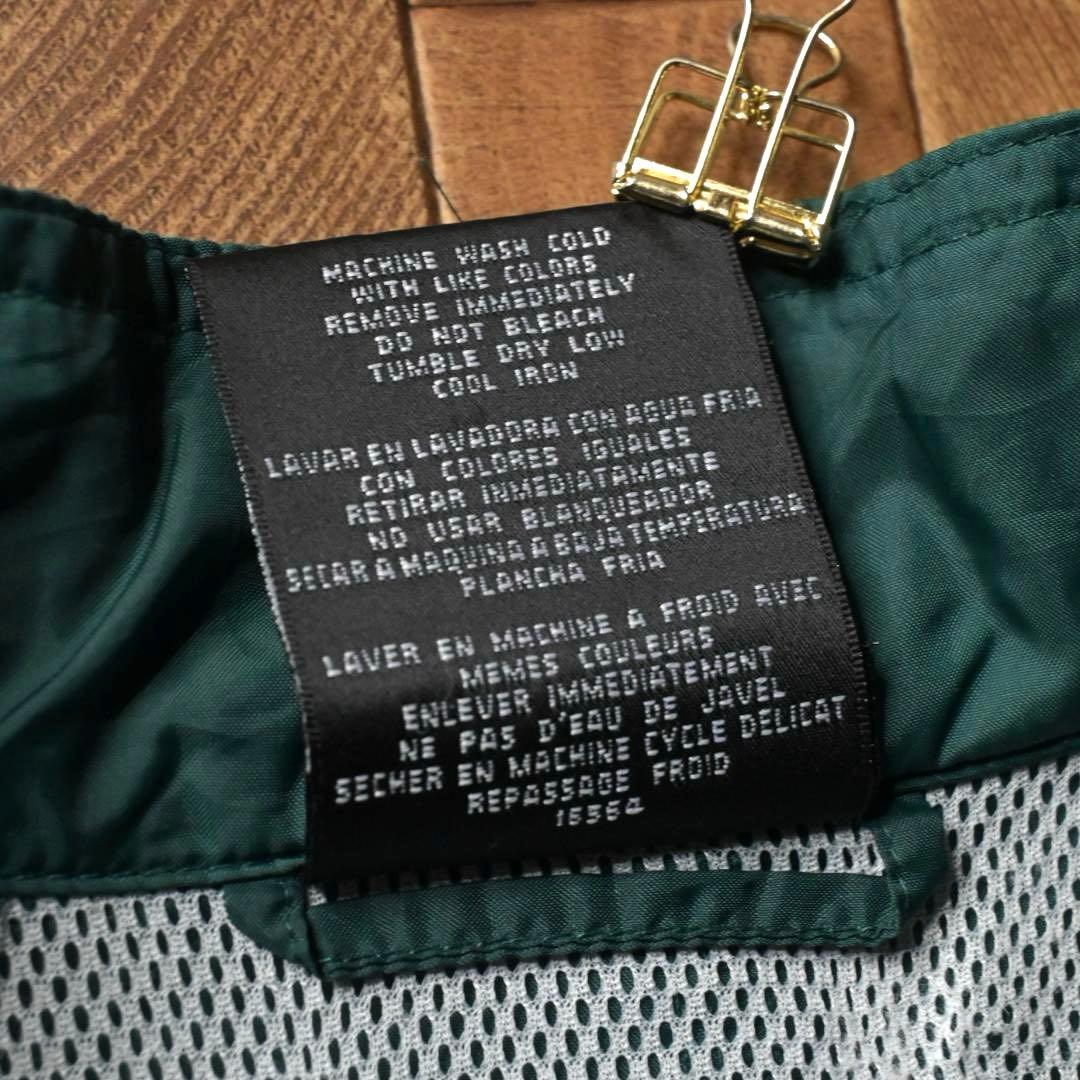 MACHINE WASH COLD
WITH LIKE COLORS
REMOVE IMMEDIATELY
DO NOT BLEACH
TUMBLE DRY LOW
COOL IRON
LAVAR EN LAVADORA CON AGUA FRIA
CON COLORES IGUALES
RETIRAR INMEDIATAMENTE
NO USAR BLANQUEADOR
SECAR A MAQUINA A BAJA TEMPERATURA
PLANCHA FRIA
LAVER EN MACHINE A FROID AVEC
MEMES COULEURS
ENLEVER IMMEDIATEMENT
NE PAS D'EAU DE JAVEL
SECHER EN MACHINE CYCLE DELICAT
REPASSAGE FROID
16564